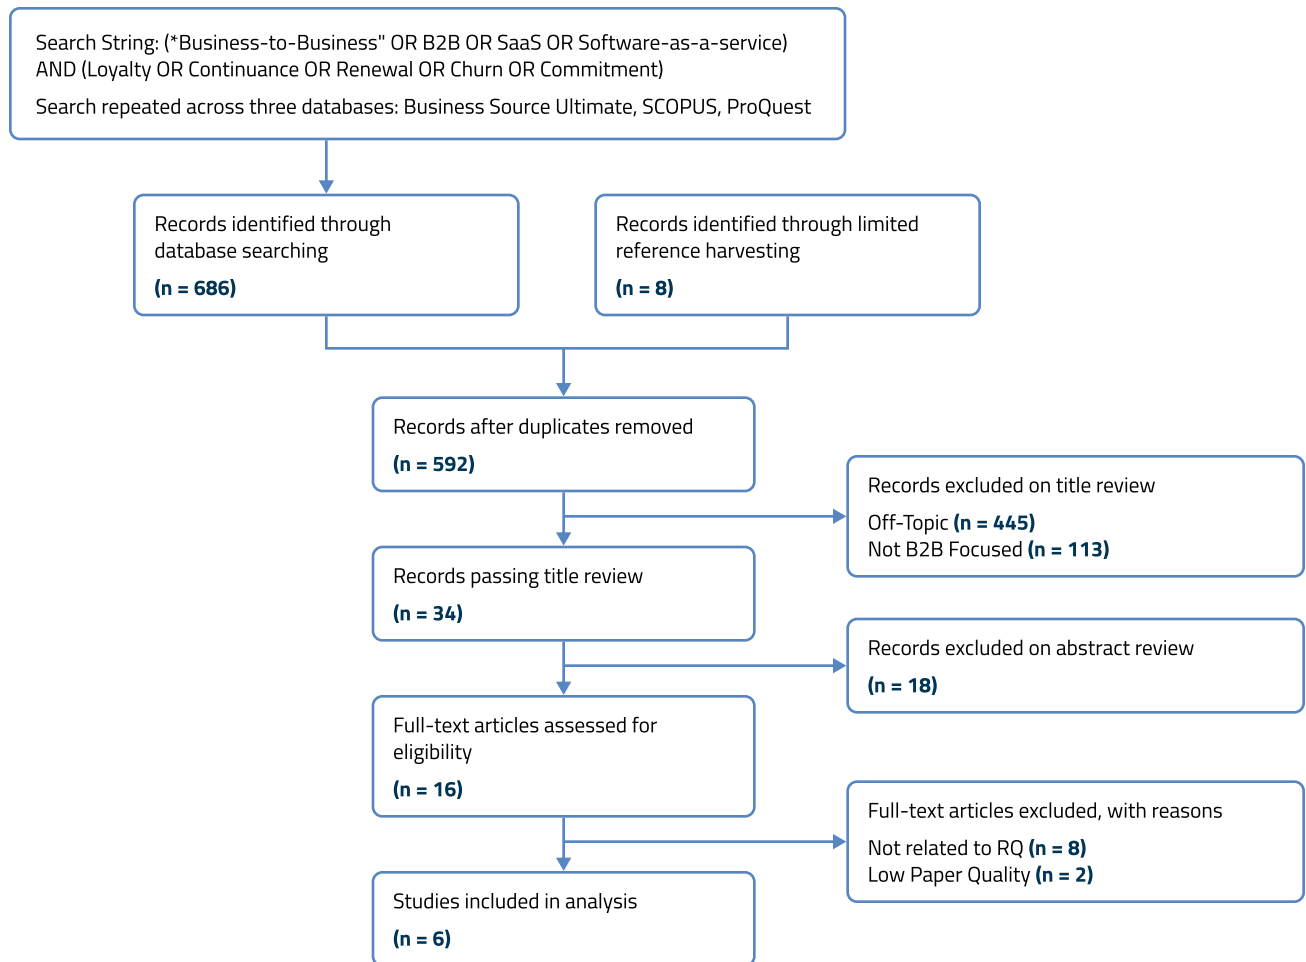 Search String: (*Business-to-Business" OR B2B OR SaaS OR Software-as-a-service)
AND (Loyalty OR Continuance OR Renewal OR Churn OR Commitment)
Search repeated across three databases: Business Source Ultimate, SCOPUS, ProQuest
Records identified through
database searching
(n = 686)
Records identified through limited
reference harvesting
(n = 8)
Records after duplicates removed
(n = 592)
Records excluded on title review
Off-Topic (n = 445)
Not B2B Focused (n = 113)
Records passing title review
(n = 34)
Records excluded on abstract review
(n = 18)
Full-text articles assessed for
eligibility
(n = 16)
Full-text articles excluded, with reasons
Not related to RQ (n = 8)
Low Paper Quality (n = 2)
Studies included in analysis
(n = 6)